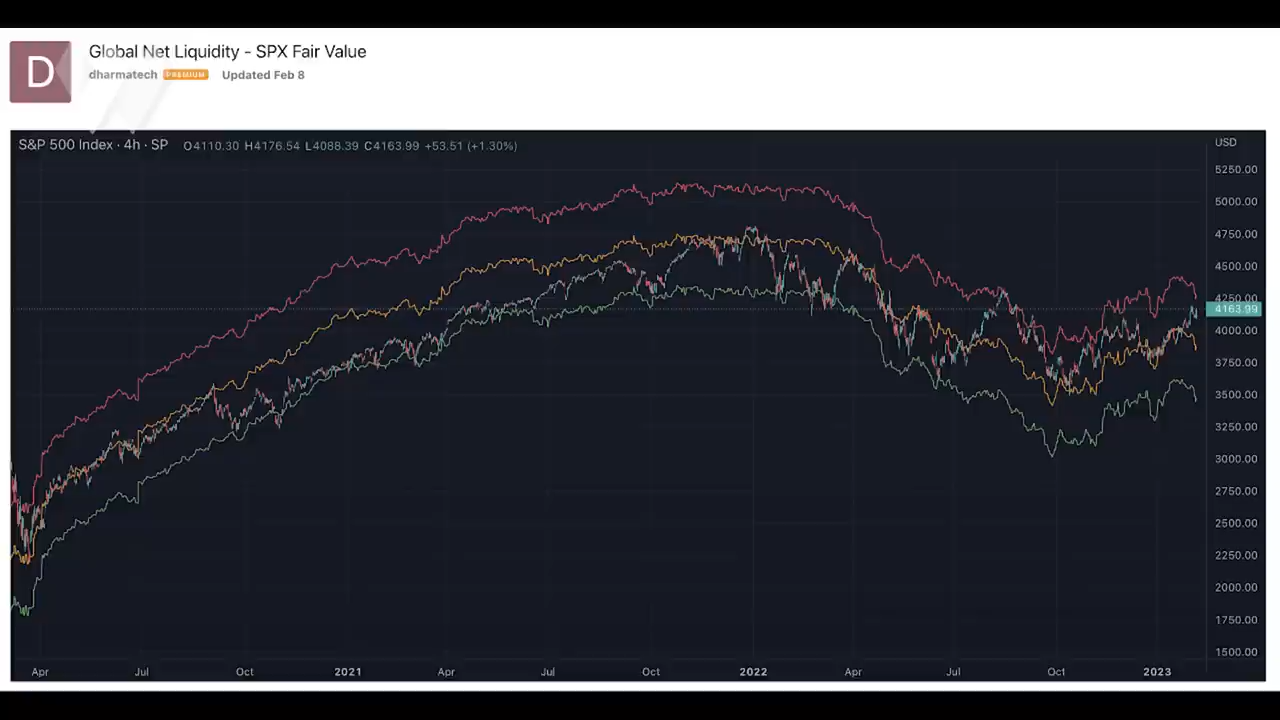 D
Global Net Liquidity - SPX Fair Value
dharmatech PREMIUM Updated Feb 8
S&P 500 Index · 4h · SP O4110.30 H4176.54 L4088.39 C4163.99 +53.51 (+1.30%)
USD
5250.00
5000.00
4750.00
4500.00
4250.00
4163.99
4000.00
3750.00
3500.00
3250.00
3000.00
2750.00
2500.00
2250.00
2000.00
1750.00
1500.00
Apr Jul Oct 2021 Apr Jul Oct 2022 Apr Jul Oct 2023